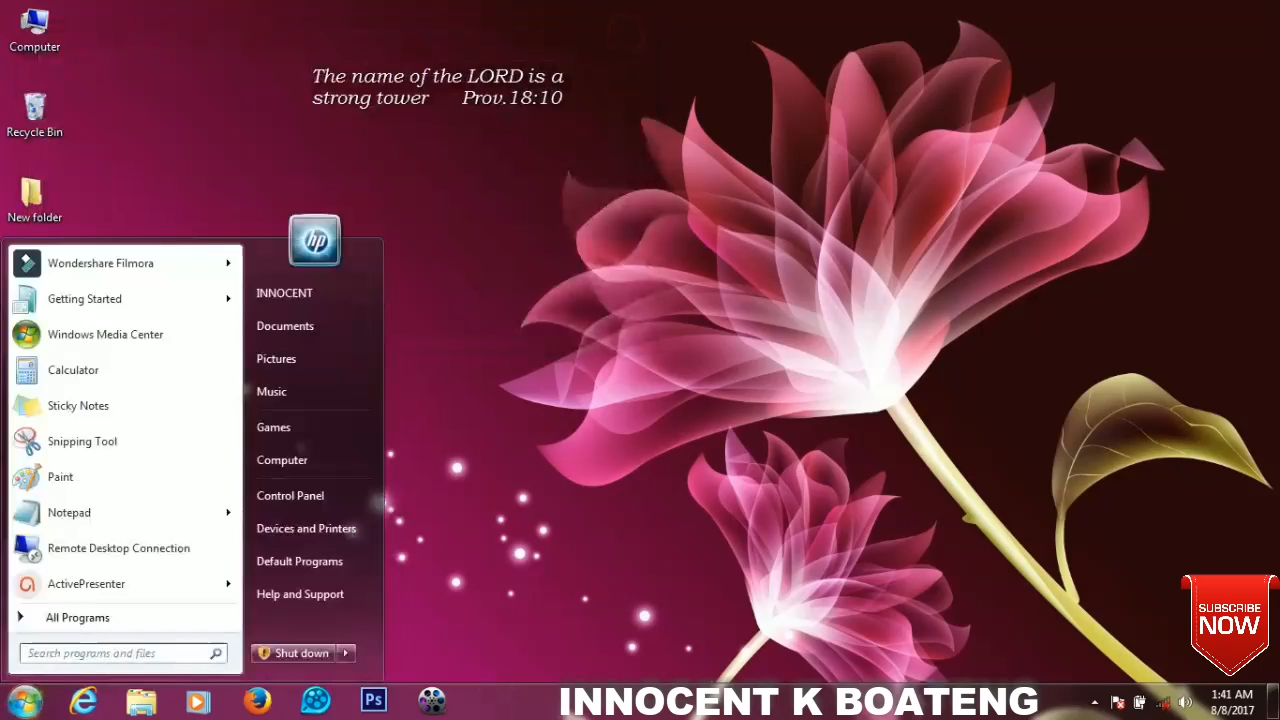 Computer
Recycle Bin
New folder
The name of the LORD is a
strong tower Prov.18:10
hp
Wondershare Filmora
Getting Started
Windows Media Center
Calculator
Sticky Notes
Snipping Tool
Paint
Notepad
Remote Desktop Connection
ActivePresenter
All Programs
Search programs and files
INNOCENT
Documents
Pictures
Music
Games
Computer
Control Panel
Devices and Printers
Default Programs
Help and Support
Shut down
SUBSCRIBE
NOW
Ps
INNOCENT K BOATENG
1:41 AM
8/8/2017